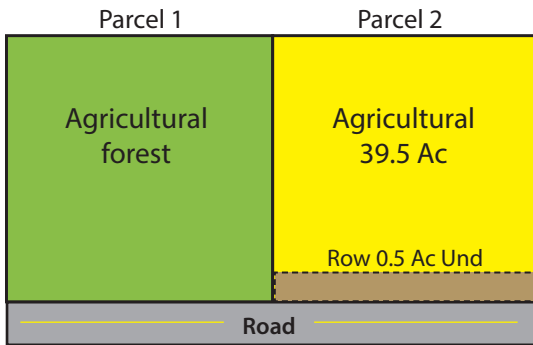 Parcel 1
Parcel 2
Agricultural
forest
Agricultural
39.5 Ac
Row 0.5 Ac Und
Road